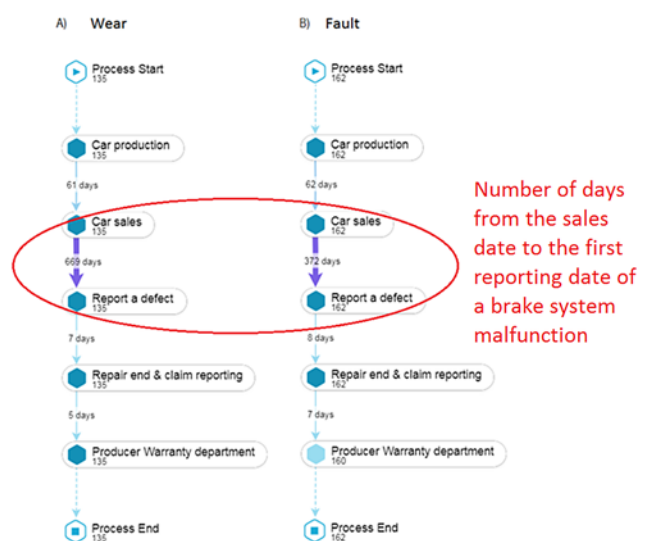 A) Wear
Process Start
135
Car production
135
61 days
Car sales
135
669 days
Report a defect
135
7 days
Repair end & claim reporting
135
5 days
Producer Warranty department
135
Process End
135
B) Fault
Process Start
162
Car production
162
62 days
Car sales
162
372 days
Report a defect
162
8 days
Repair end & claim reporting
162
7 days
Producer Warranty department
160
Process End
162
Number of days
from the sales
date to the first
reporting date of
a brake system
malfunction